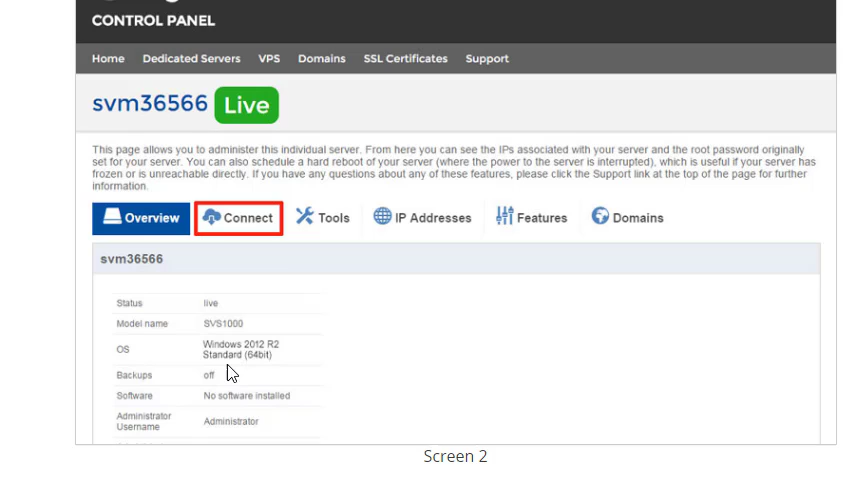 CONTROL PANEL
Home Dedicated Servers VPS Domains SSL Certificates Support
svm36566 Live
This page allows you to administer this individual server. From here you can see the IPs associated with your server and the root password originally
set for your server. You can also schedule a hard reboot of your server (where the power to the server is interrupted), which is useful if your server has
frozen or is unreachable directly. If you have any questions about any of these features, please click the Support link at the top of the page for further
information.
Overview Connect Tools IP Addresses Features Domains
svm36566
Status live
Model name SVS1000
OS Windows 2012 R2
Standard (64bit)
Backups off
Software No software installed
Administrator
Username Administrator
Screen 2